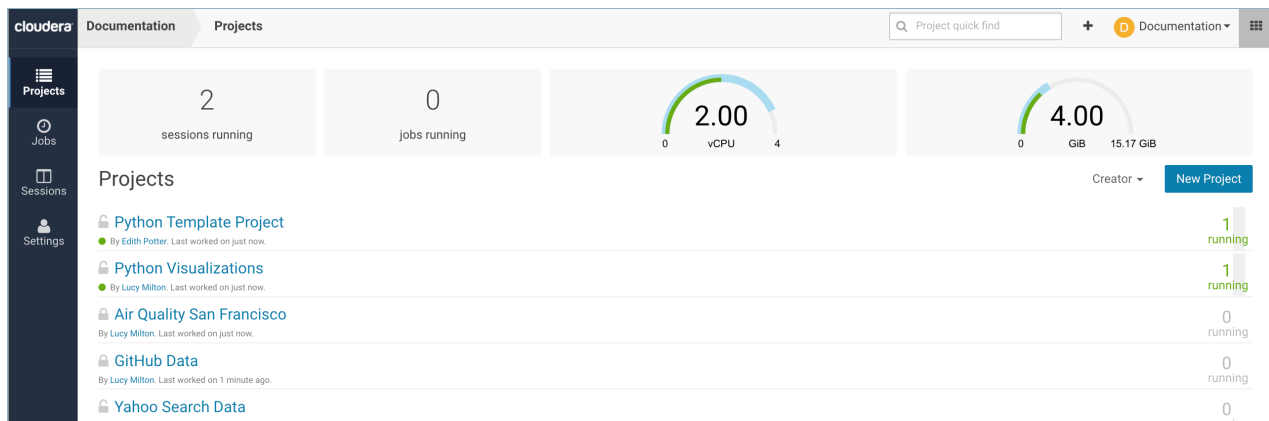 cloudera
Documentation
Projects
Project quick find
+
D
Documentation
Projects
Jobs
Sessions
Settings
2
sessions running
0
jobs running
2.00
0
vCPU
4
4.00
0
GiB
15.17 GiB
Projects
Creator
New Project
Python Template Project
By Edith Potter. Last worked on just now.
1
running
Python Visualizations
By Lucy Milton. Last worked on just now.
1
running
Air Quality San Francisco
By Lucy Milton. Last worked on just now.
0
running
GitHub Data
By Lucy Milton. Last worked on 1 minute ago.
0
running
Yahoo Search Data
0